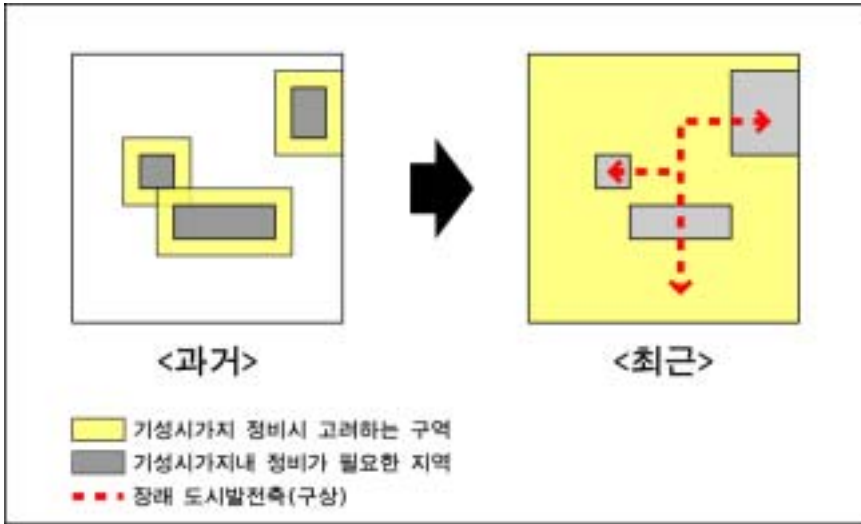 <과거>
<최근>
기성시가지 정비시 고려하는 구역
기성시가지내 정비가 필요한 지역
장래 도시발전축(구상)